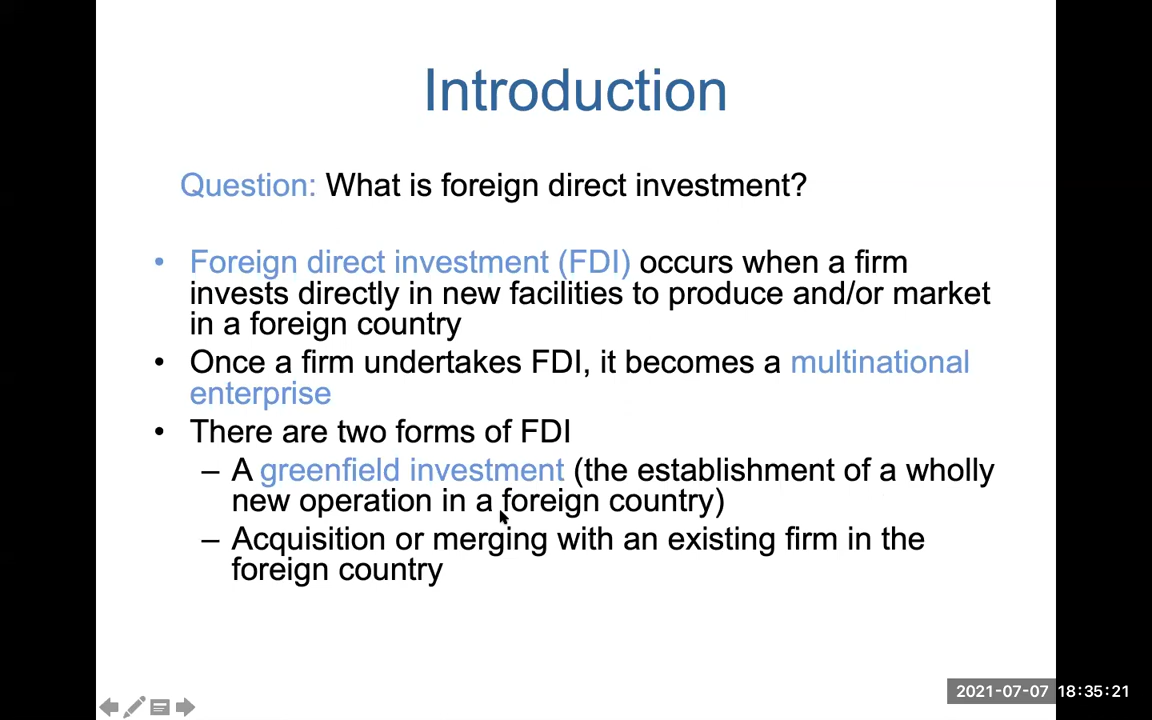 Introduction
Question: What is foreign direct investment?
• Foreign direct investment (FDI) occurs when a firm
invests directly in new facilities to produce and/or market
in a foreign country
• Once a firm undertakes FDI, it becomes a multinational
enterprise
• There are two forms of FDI
– A greenfield investment (the establishment of a wholly
new operation in a foreign country)
– Acquisition or merging with an existing firm in the
foreign country
2021-07-07 18:35:21